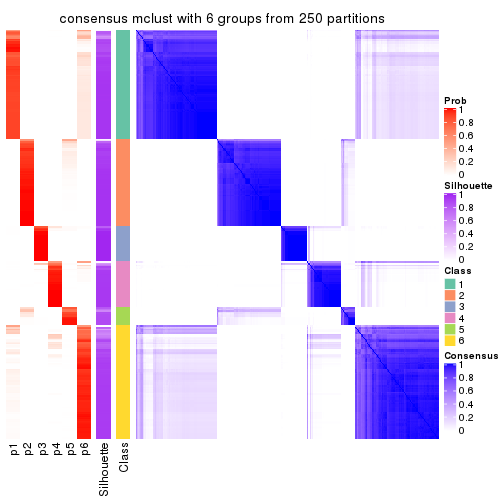 consensus mclust with 6 groups from 250 partitions
Prob
1
0.8
0.6
0.4
0.2
0
Silhouette
1
0.8
0.6
0.4
0.2
0
Class
1
2
3
4
5
6
Consensus
1
0.8
0.6
0.4
0.2
0
p1
p2
p3
p4
p5
p6
Silhouette
Class